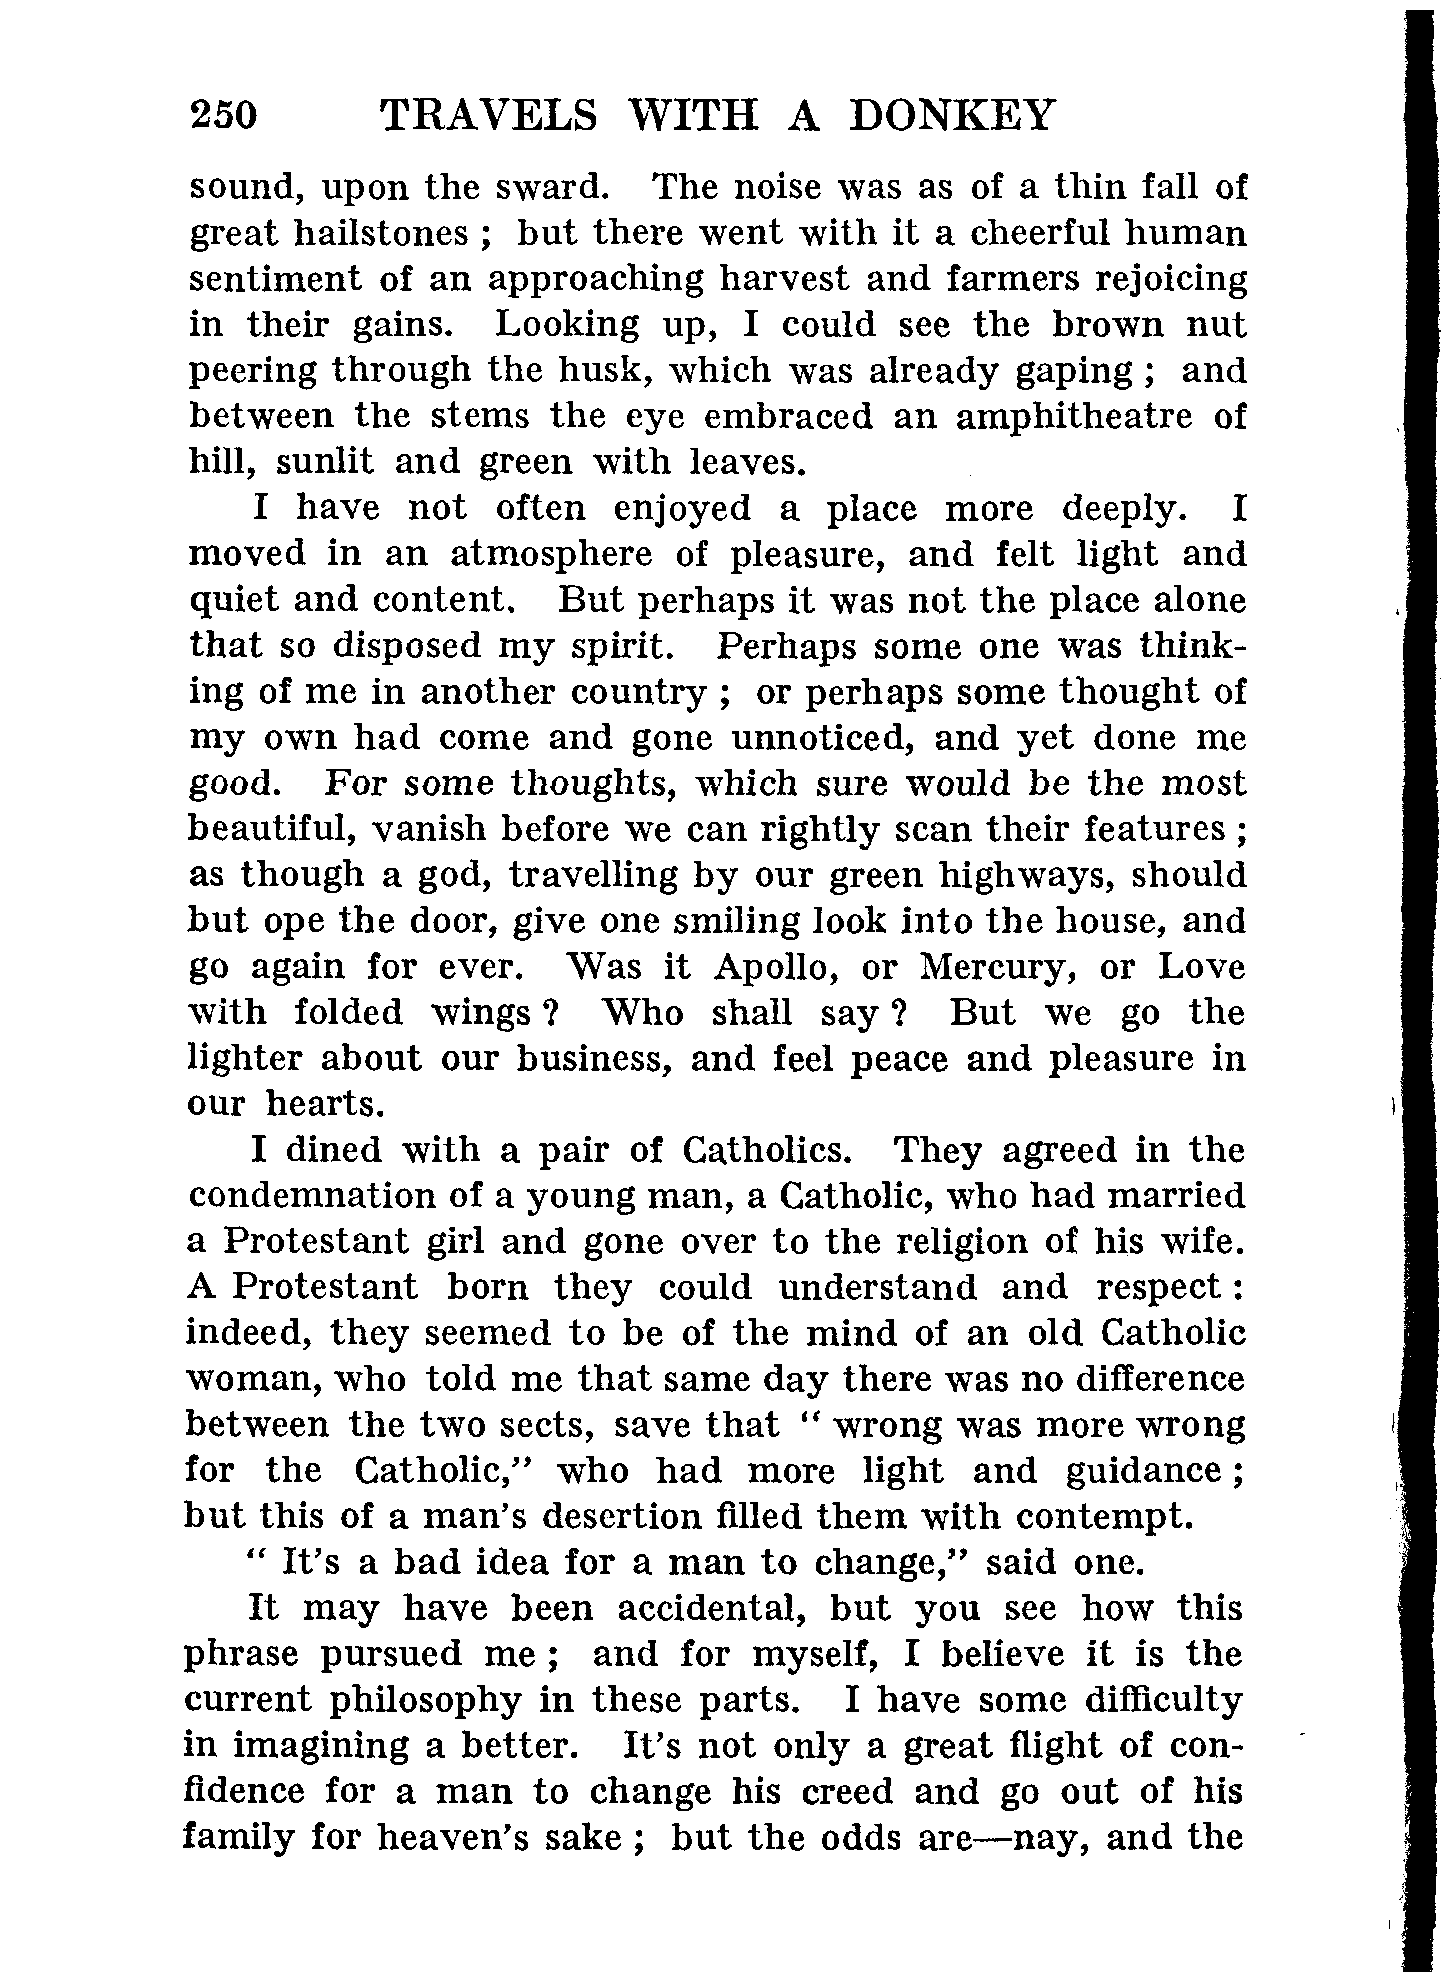 250 TRAVELS WITH A DONKEY
sound, upon the sward. The noise was as of a thin fall of
great hailstones ; but there went with it a cheerful human
sentiment of an approaching harvest and farmers rejoicing
in their gains. Looking up, I could see the brown nut
peering through the husk, which was already gaping ; and
between the stems the eye embraced an amphitheatre of
hill, sunlit and green with leaves.
I have not often enjoyed a place more deeply. I
moved in an atmosphere of pleasure, and felt light and
quiet and content. But perhaps it was not the place alone
that so disposed my spirit. Perhaps some one was think-
ing of me in another country ; or perhaps some thought of
my own had come and gone unnoticed, and yet done me
good. For some thoughts, which sure would be the most
beautiful, vanish before we can rightly scan their features ;
as though a god, travelling by our green highways, should
but ope the door, give one smiling look into the house, and
go again for ever. Was it Apollo, or Mercury, or Love
with folded wings ? Who shall say ? But we go the
lighter about our business, and feel peace and pleasure in
our hearts.
I dined with a pair of Catholics. They agreed in the
condemnation of a young man, a Catholic, who had married
a Protestant girl and gone over to the religion of his wife.
A Protestant born they could understand and respect :
indeed, they seemed to be of the mind of an old Catholic
woman, who told me that same day there was no difference
between the two sects, save that “ wrong was more wrong
for the Catholic,” who had more light and guidance ;
but this of a man's desertion filled them with contempt.
“ It's a bad idea for a man to change,” said one.
It may have been accidental, but you see how this
phrase pursued me ; and for myself, I believe it is the
current philosophy in these parts. I have some difficulty
in imagining a better. It's not only a great flight of con-
fidence for a man to change his creed and go out of his
family for heaven's sake ; but the odds are—nay, and the